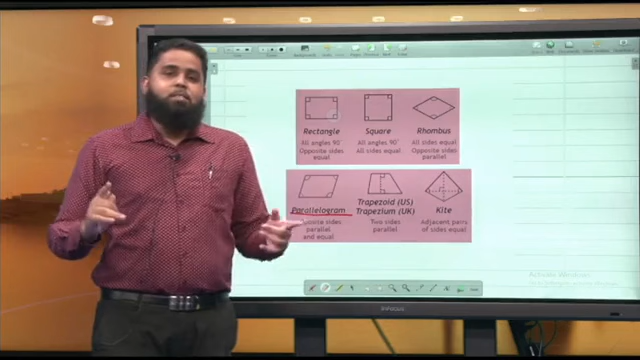 Rectangle
All angles 90°
Opposite sides
equal
Square
All angles 90°
All sides equal
Rhombus
All sides equal
Opposite sides
parallel
Parallelogram
Opposite sides
parallel
and equal
Trapezoid (US)
Trapezium (UK)
Two sides
parallel
Kite
Adjacent pairs
of sides equal
Activate Windows
INFOCUS